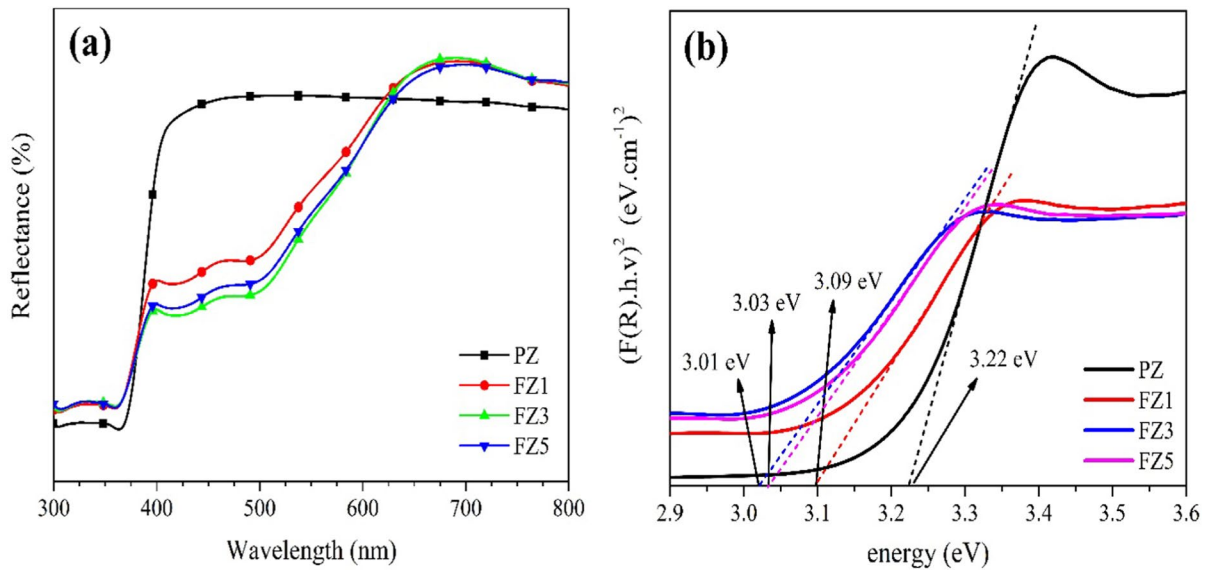 (a)
Reflectance (%)
PZ
FZ1
FZ3
FZ5
300 400 500 600 700 800
Wavelength (nm)
(b)
(F(R).h.v)² (eV.cm⁻¹)²
3.09 eV
3.03 eV
3.01 eV
3.22 eV
PZ
FZ1
FZ3
FZ5
2.9 3.0 3.1 3.2 3.3 3.4 3.5 3.6
energy (eV)